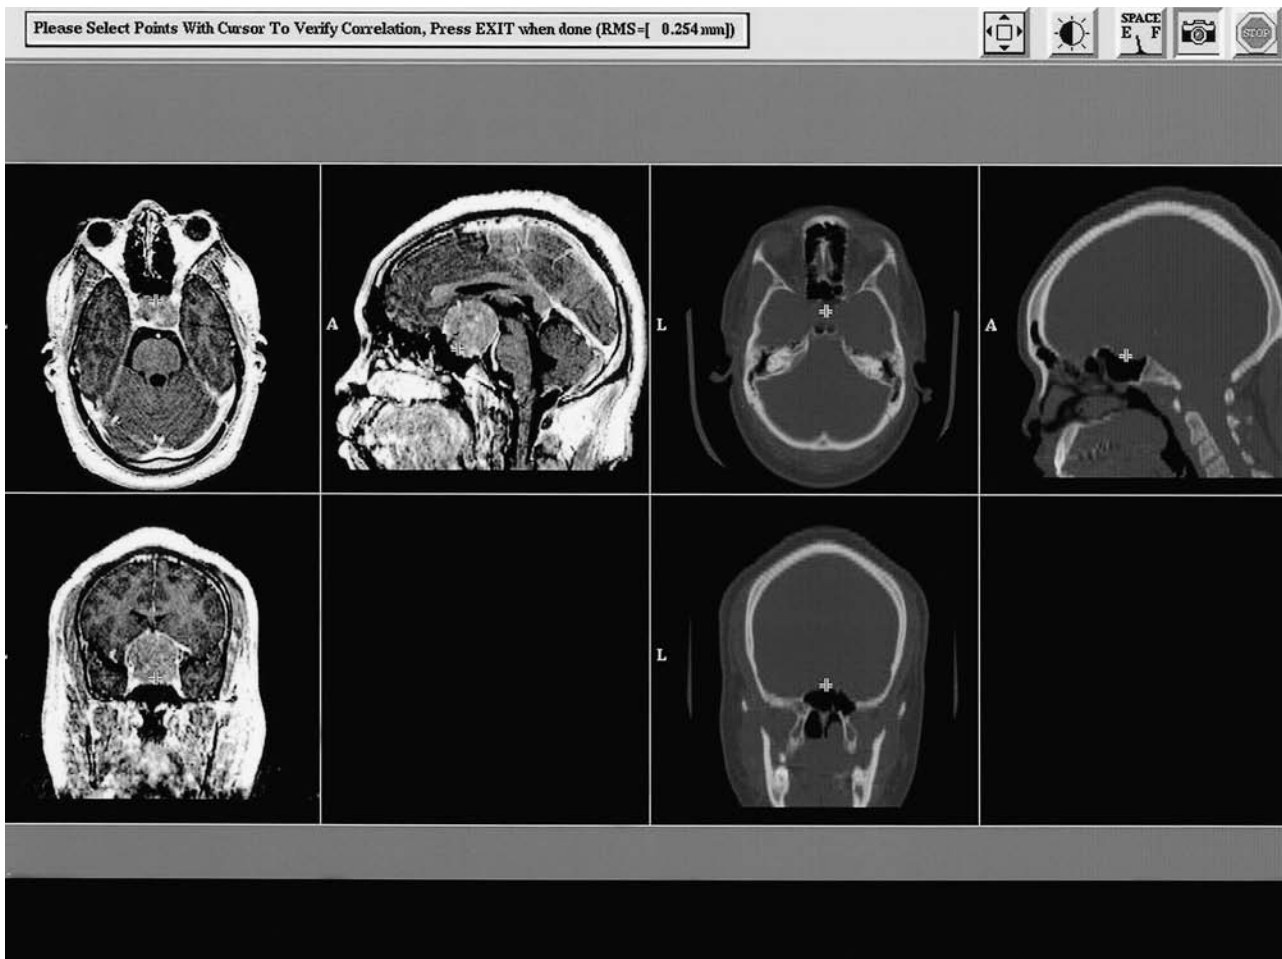 Please Select Points With Cursor To Verify Correlation, Press EXIT when done (RMS=[ 0.254 mm])
SPACE
E F
STOP
A
L
A
L